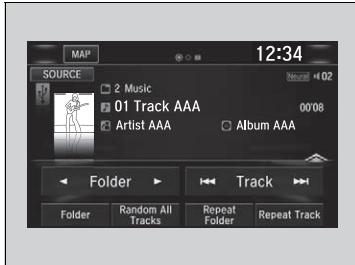 MAP
12:34
SOURCE
Neural 02
2 Music
01 Track AAA 00'08
Artist AAA Album AAA
Folder Track
Folder Random All Tracks Repeat Folder Repeat Track